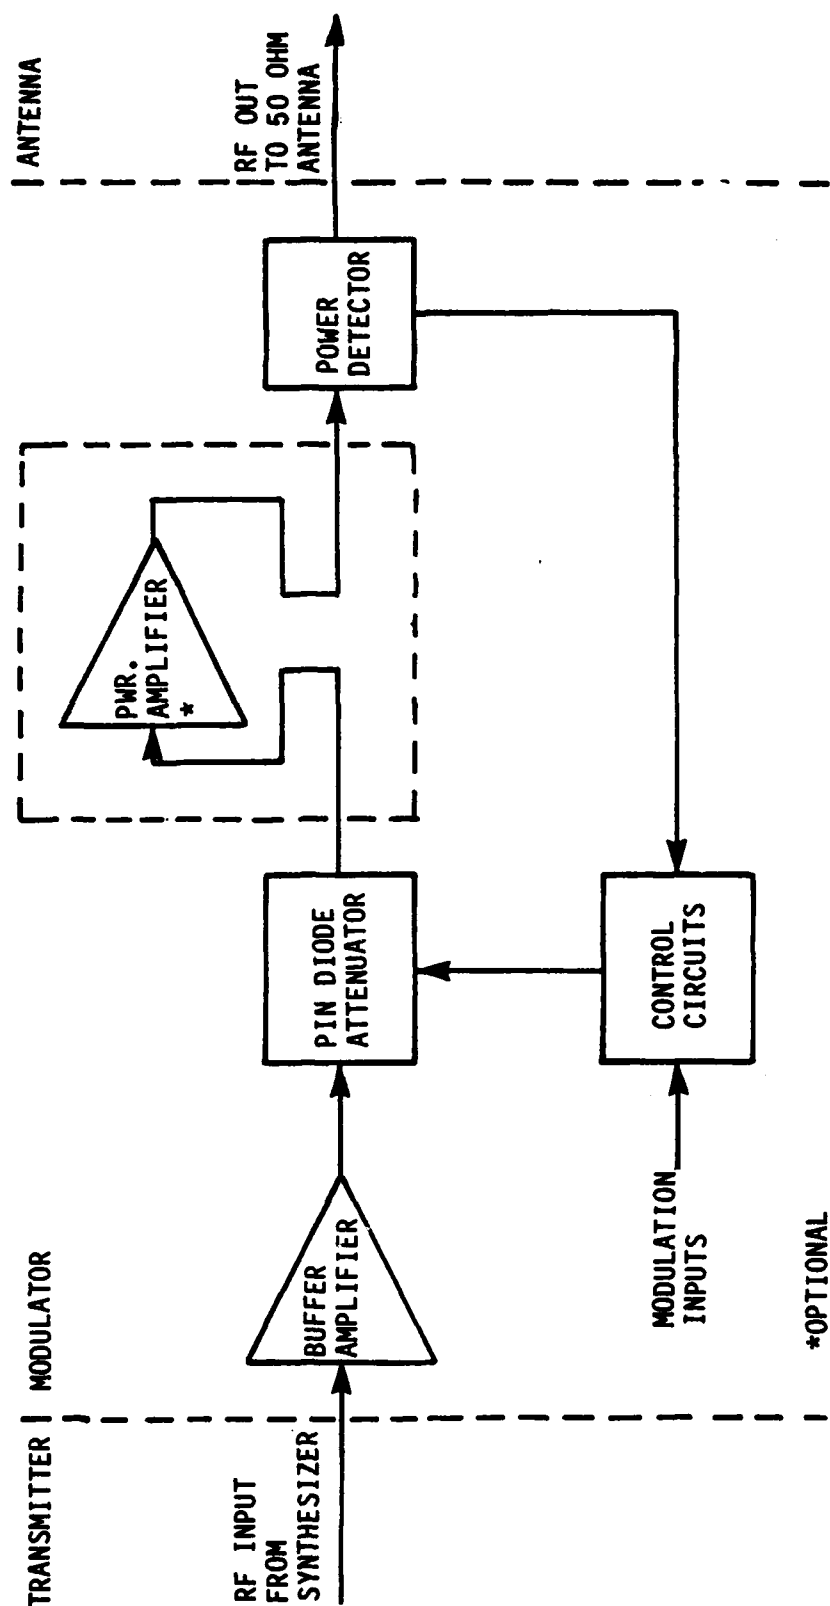 TRANSMITTER
MODULATOR
ANTENNA
RF INPUT
FROM
SYNTHESIZER
BUFFER
AMPLIFIER
PIN DIODE
ATTENUATOR
PWR.
AMPLIFIER
*
POWER
DETECTOR
RF OUT
TO 50 OHM
ANTENNA
MODULATION
INPUTS
CONTROL
CIRCUITS
*OPTIONAL